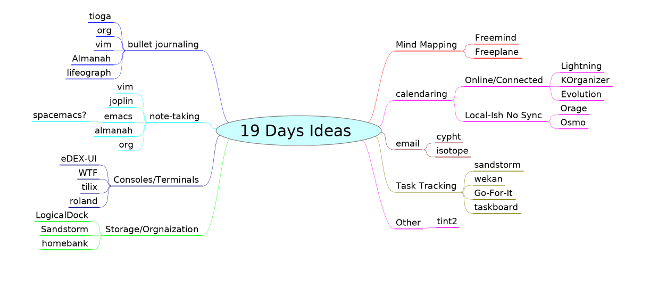 19 Days Ideas
bullet journaling
tioga
org
vim
Almanah
lifeograph
note-taking
vim
joplin
emacs
spacemacs?
almanah
org
Consoles/Terminals
eDEX-UI
WTF
tilix
roland
Storage/Orgnaization
LogicalDock
Sandstorm
homebank
Mind Mapping
Freemind
Freeplane
calendaring
Online/Connected
Lightning
KOrganizer
Evolution
Local-Ish No Sync
Orage
Osmo
email
cypht
isotope
Task Tracking
sandstorm
wekan
Go-For-It
taskboard
Other
tint2